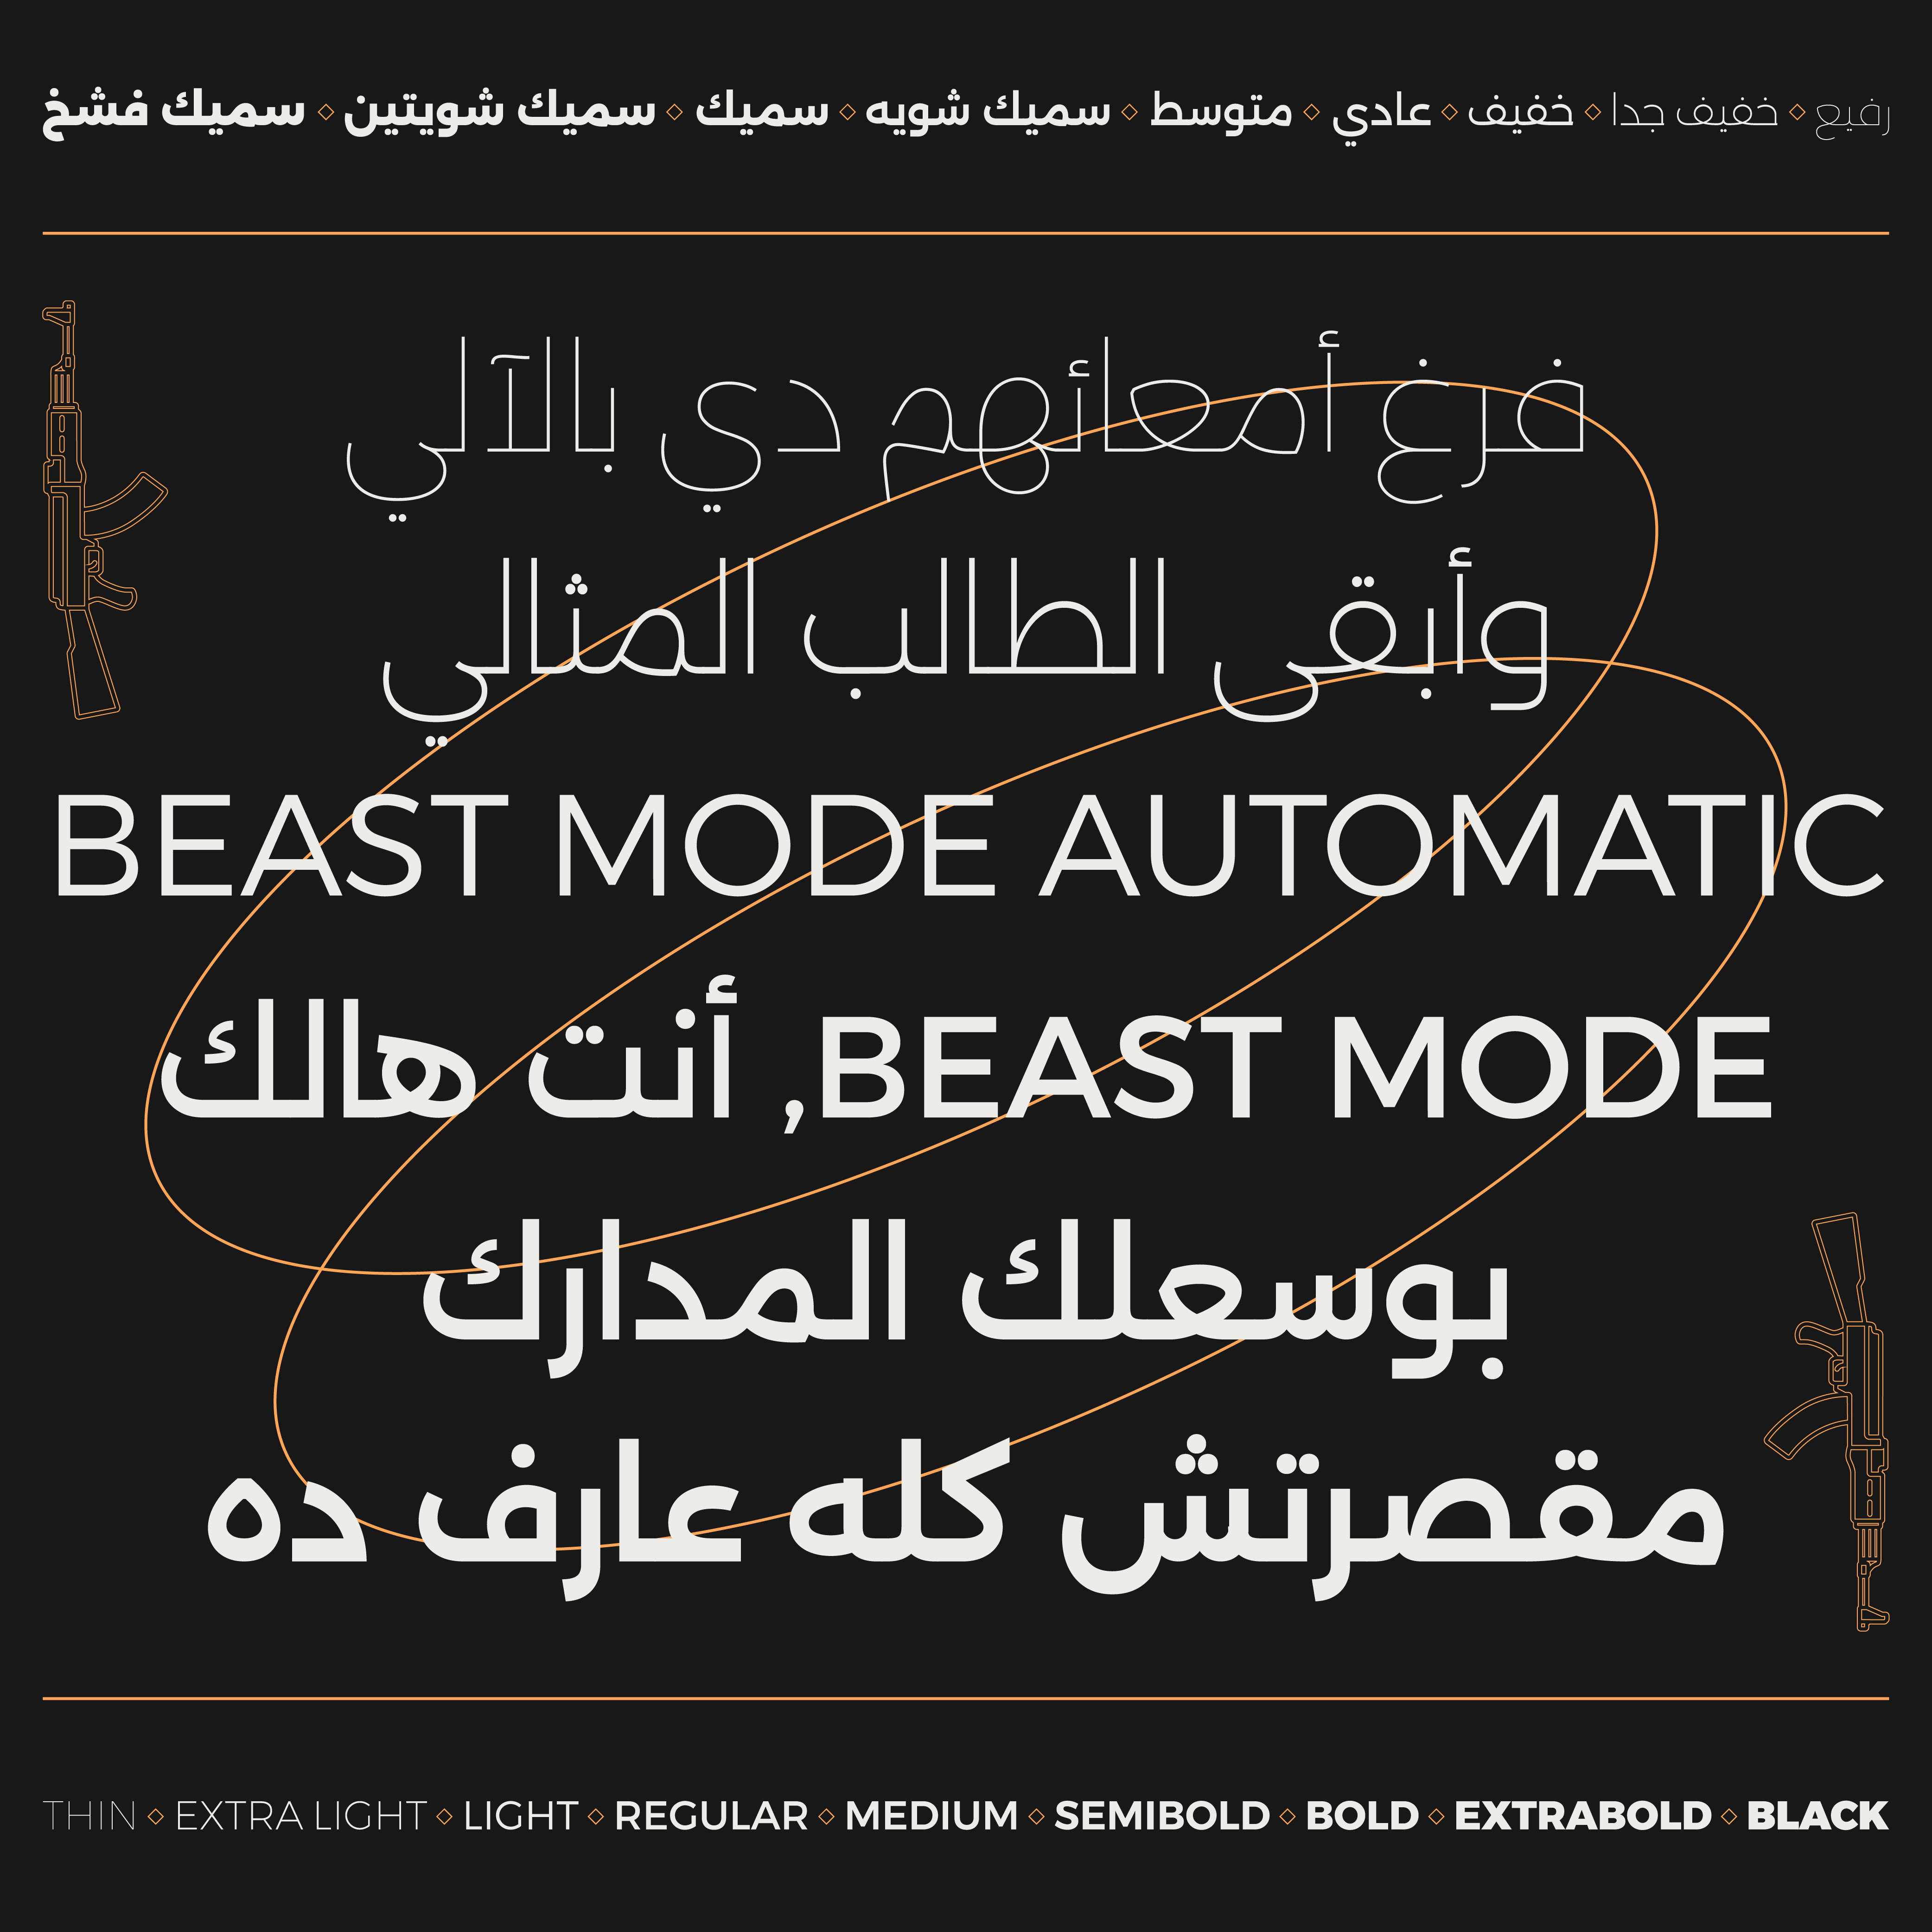 رفيع ◇ خفيف جدا ◇ خفيف ◇ عادي ◇ متوسط ◇ سميك شويه ◇ سميك ◇ سميك شويتين ◇ سميك فشخ
فرغ أمعائهم دي بالآلي
وأبقى الطالب المثالي
BEAST MODE AUTOMATIC
BEAST MODE, أنت هالك
بوسعلك المدارك
مقصرتش كله عارف ده
THIN ◇ EXTRA LIGHT ◇ LIGHT ◇ REGULAR ◇ MEDIUM ◇ SEMIBOLD ◇ BOLD ◇ EXTRABOLD ◇ BLACK